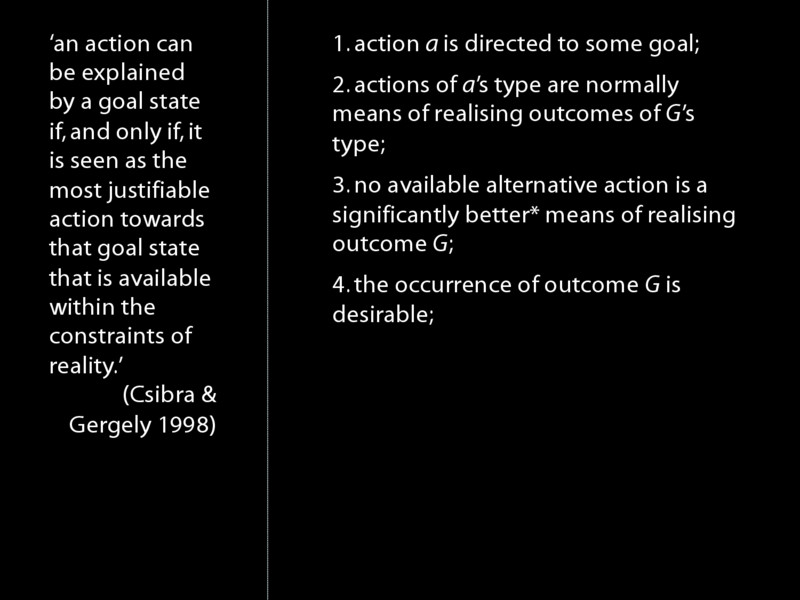 ‘an action can
be explained
by a goal state
if, and only if, it
is seen as the
most justifiable
action towards
that goal state
that is available
within the
constraints of
reality.’
(Csibra &
Gergely 1998)
1. action a is directed to some goal;
2. actions of a’s type are normally
means of realising outcomes of G’s
type;
3. no available alternative action is a
significantly better* means of realising
outcome G;
4. the occurrence of outcome G is
desirable;